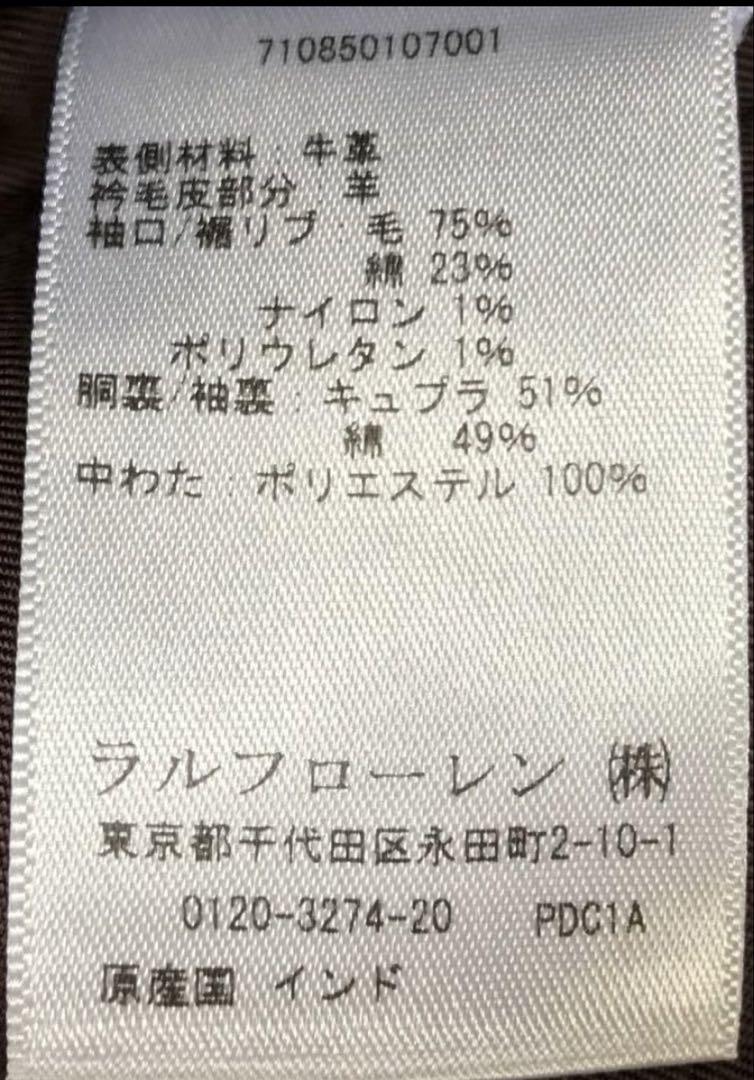 710850107001
表側材料：牛革
衿毛皮部分：羊
袖口/裾リブ：毛 75%
綿 23%
ナイロン 1%
ポリウレタン 1%
胴裏/袖裏：キュプラ 51%
綿 49%
中わた：ポリエステル 100%
ラルフローレン ㈱
東京都千代田区永田町2-10-1
0120-3274-20 PDC1A
原産国 インド